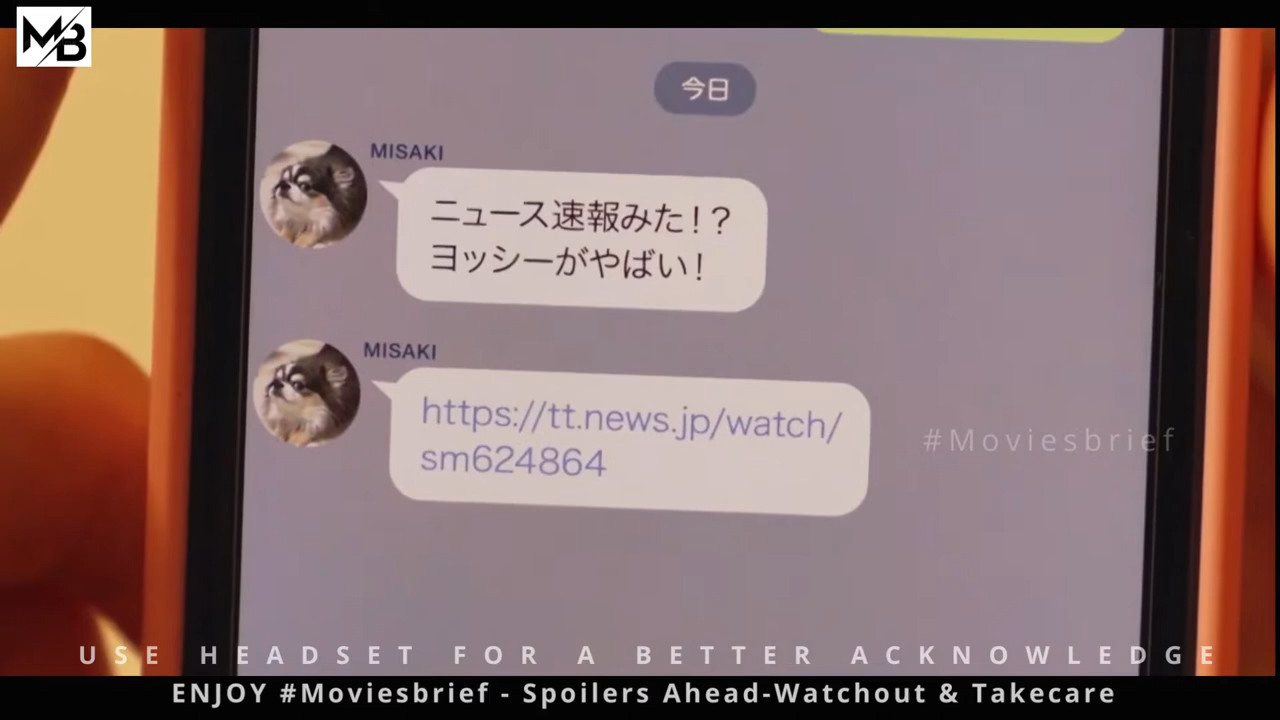 MB
今日
MISAKI
ニュース速報みた！？
ヨッシーがやばい！
MISAKI
https://tt.news.jp/watch/
sm624864
#Moviesbrief
USE HEADSET FOR A BETTER ACKNOWLEDGE
ENJOY #Moviesbrief - Spoilers Ahead-Watchout & Takecare